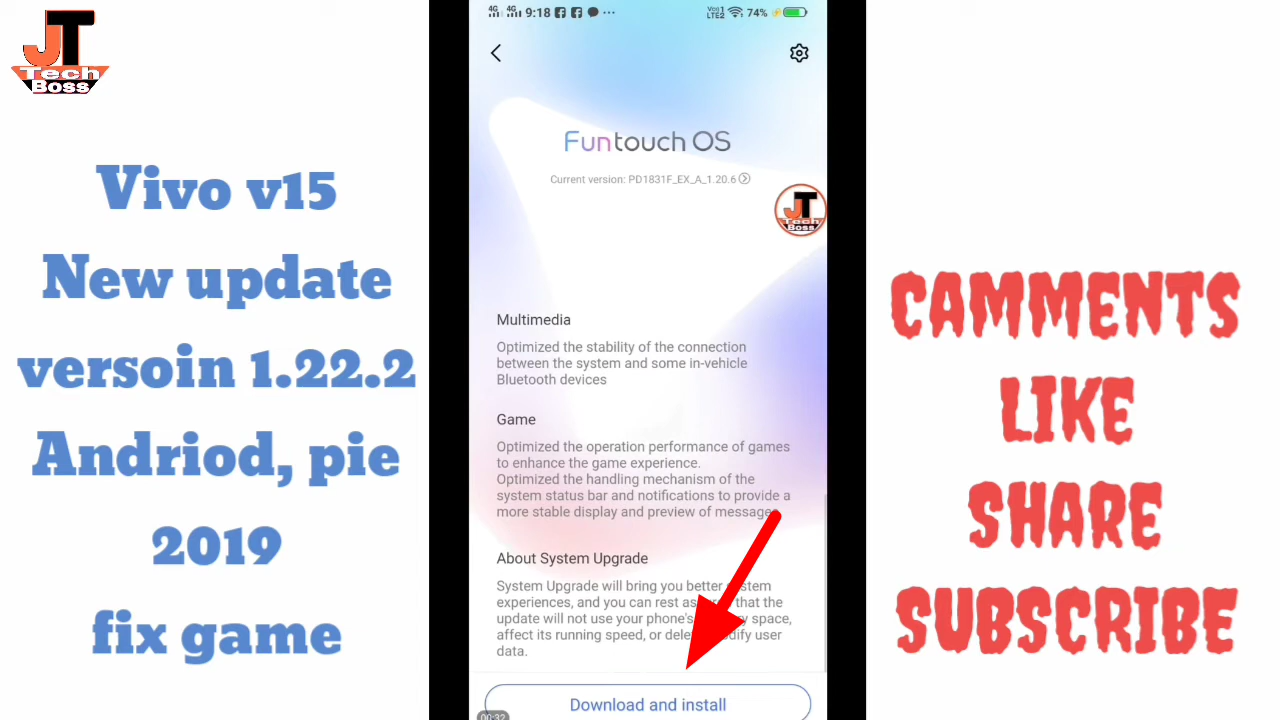 JT
Tech
Boss
Vivo v15
New update
versoin 1.22.2
Andriod, pie
2019
fix game
4G 4G 9:18
Vo) 1
LTE2
74%
Funtouch OS
Current version: PD1831F_EX_A_1.20.6
JT
Tech
Boss
Multimedia
Optimized the stability of the connection
between the system and some in-vehicle
Bluetooth devices
Game
Optimized the operation performance of games
to enhance the game experience.
Optimized the handling mechanism of the
system status bar and notifications to provide a
more stable display and preview of messages.
About System Upgrade
System Upgrade will bring you better system
experiences, and you can rest that the
update will not use your phone's space,
affect its running speed, or user
data.
Download and install
00:32
CAMMENTS
LIKE
SHARE
SUBSCRIBE